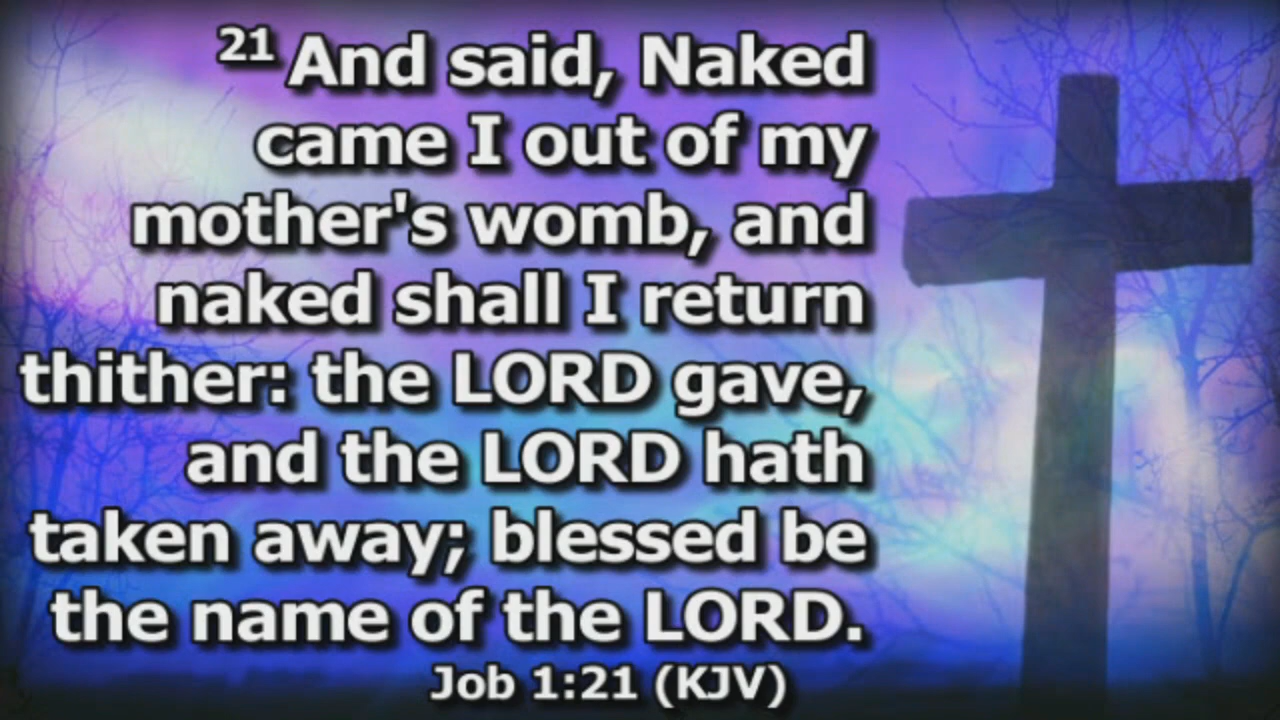 21 And said, Naked
came I out of my
mother's womb, and
naked shall I return
thither: the LORD gave,
and the LORD hath
taken away; blessed be
the name of the LORD.
Job 1:21 (KJV)